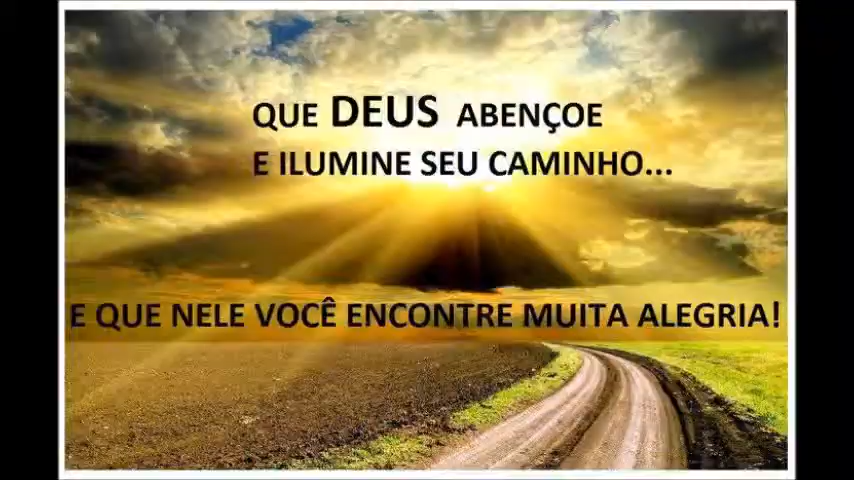 QUE DEUS ABENÇOE
E ILUMINE SEU CAMINHO...
E QUE NELE VOCÊ ENCONTRE MUITA ALEGRIA!